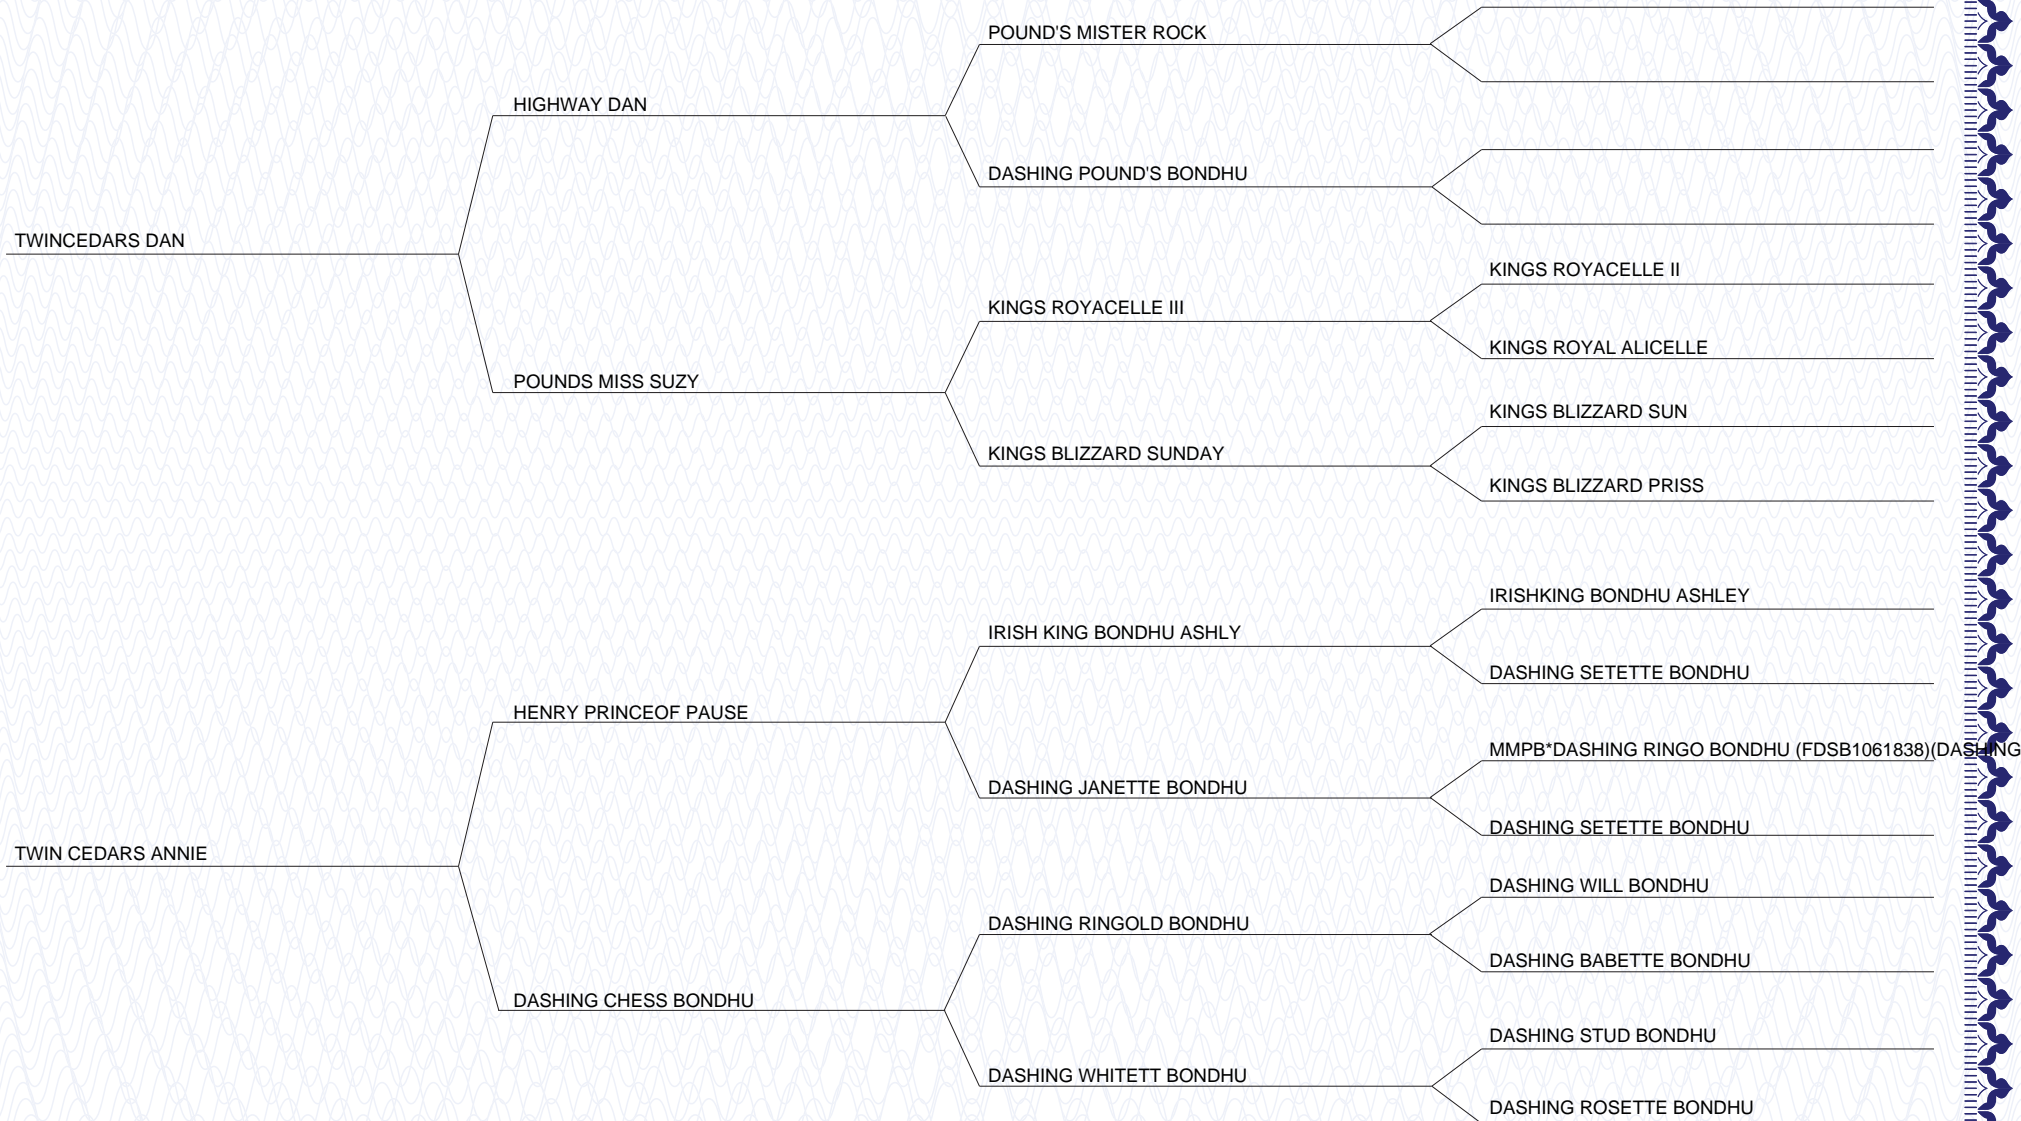 POUND'S MISTER ROCK
HIGHWAY DAN
DASHING POUND'S BONDHU
TWINCEDARS DAN
KINGS ROYACELLE II
KINGS ROYACELLE III
KINGS ROYAL ALICELLE
POUNDS MISS SUZY
KINGS BLIZZARD SUN
KINGS BLIZZARD SUNDAY
KINGS BLIZZARD PRISS
IRISHKING BONDHU ASHLEY
IRISH KING BONDHU ASHLY
DASHING SETETTE BONDHU
HENRY PRINCEOF PAUSE
MMPB*DASHING RINGO BONDHU (FDSB1061838)(DASHING
DASHING JANETTE BONDHU
DASHING SETETTE BONDHU
TWIN CEDARS ANNIE
DASHING WILL BONDHU
DASHING RINGOLD BONDHU
DASHING BABETTE BONDHU
DASHING CHESS BONDHU
DASHING STUD BONDHU
DASHING WHITETT BONDHU
DASHING ROSETTE BONDHU